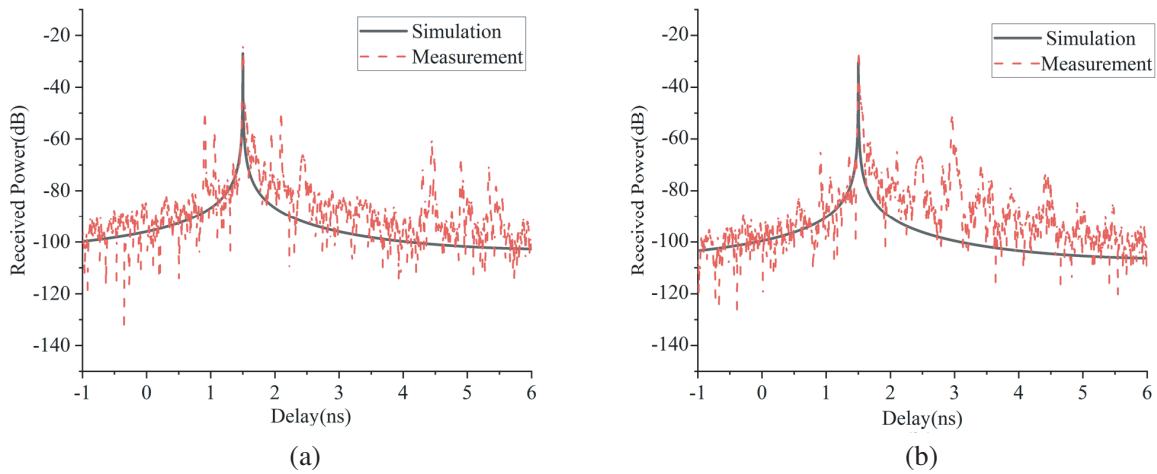 Simulation
Measurement
Received Power(dB)
-20
-40
-60
-80
-100
-120
-140
-1 0 1 2 3 4 5 6
Delay(ns)
(a)
Simulation
Measurement
Received Power(dB)
-20
-40
-60
-80
-100
-120
-140
-1 0 1 2 3 4 5 6
Delay(ns)
(b)